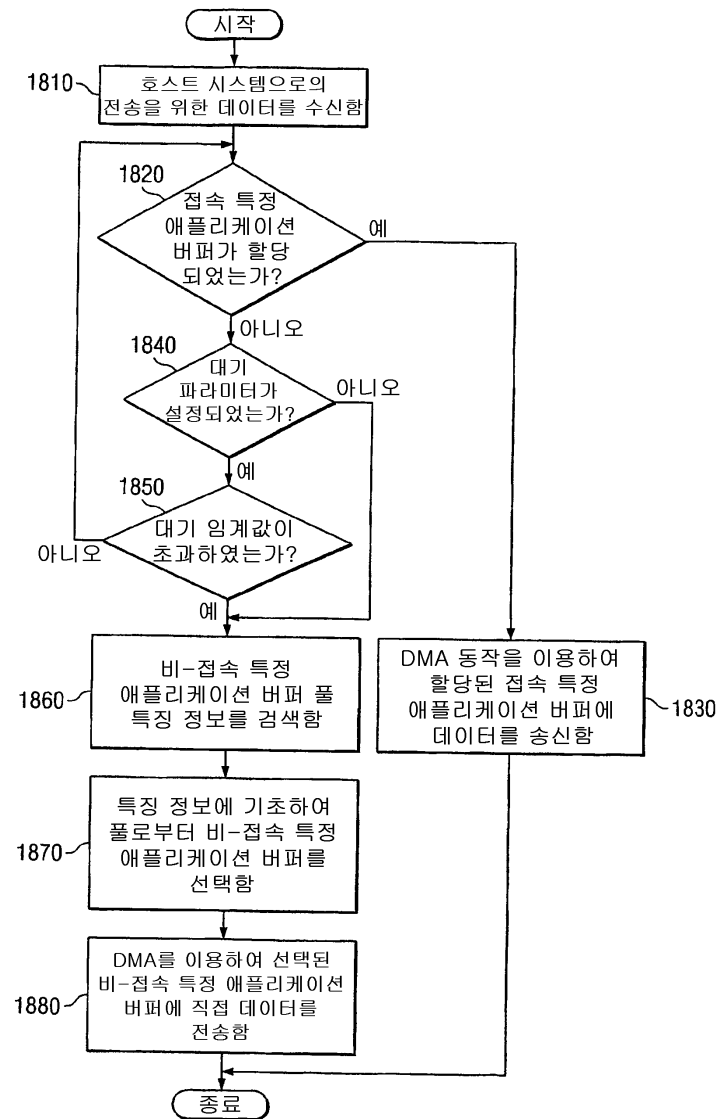 시작
1810
호스트 시스템으로의
전송을 위한 데이터를 수신함
1820
접속 특정
애플리케이션
버퍼가 할당
되었는가?
예
아니오
1840
대기
파라미터가
설정되었는가?
아니오
예
1850
대기 임계값이
초과하였는가?
아니오
예
1860
비-접속 특정
애플리케이션 버퍼 풀
특징 정보를 검색함
DMA 동작을 이용하여
할당된 접속 특정
애플리케이션 버퍼에
데이터를 송신함
1830
1870
특징 정보에 기초하여
풀로부터 비-접속 특정
애플리케이션 버퍼를
선택함
1880
DMA를 이용하여 선택된
비-접속 특정 애플리케이션
버퍼에 직접 데이터를
전송함
종료